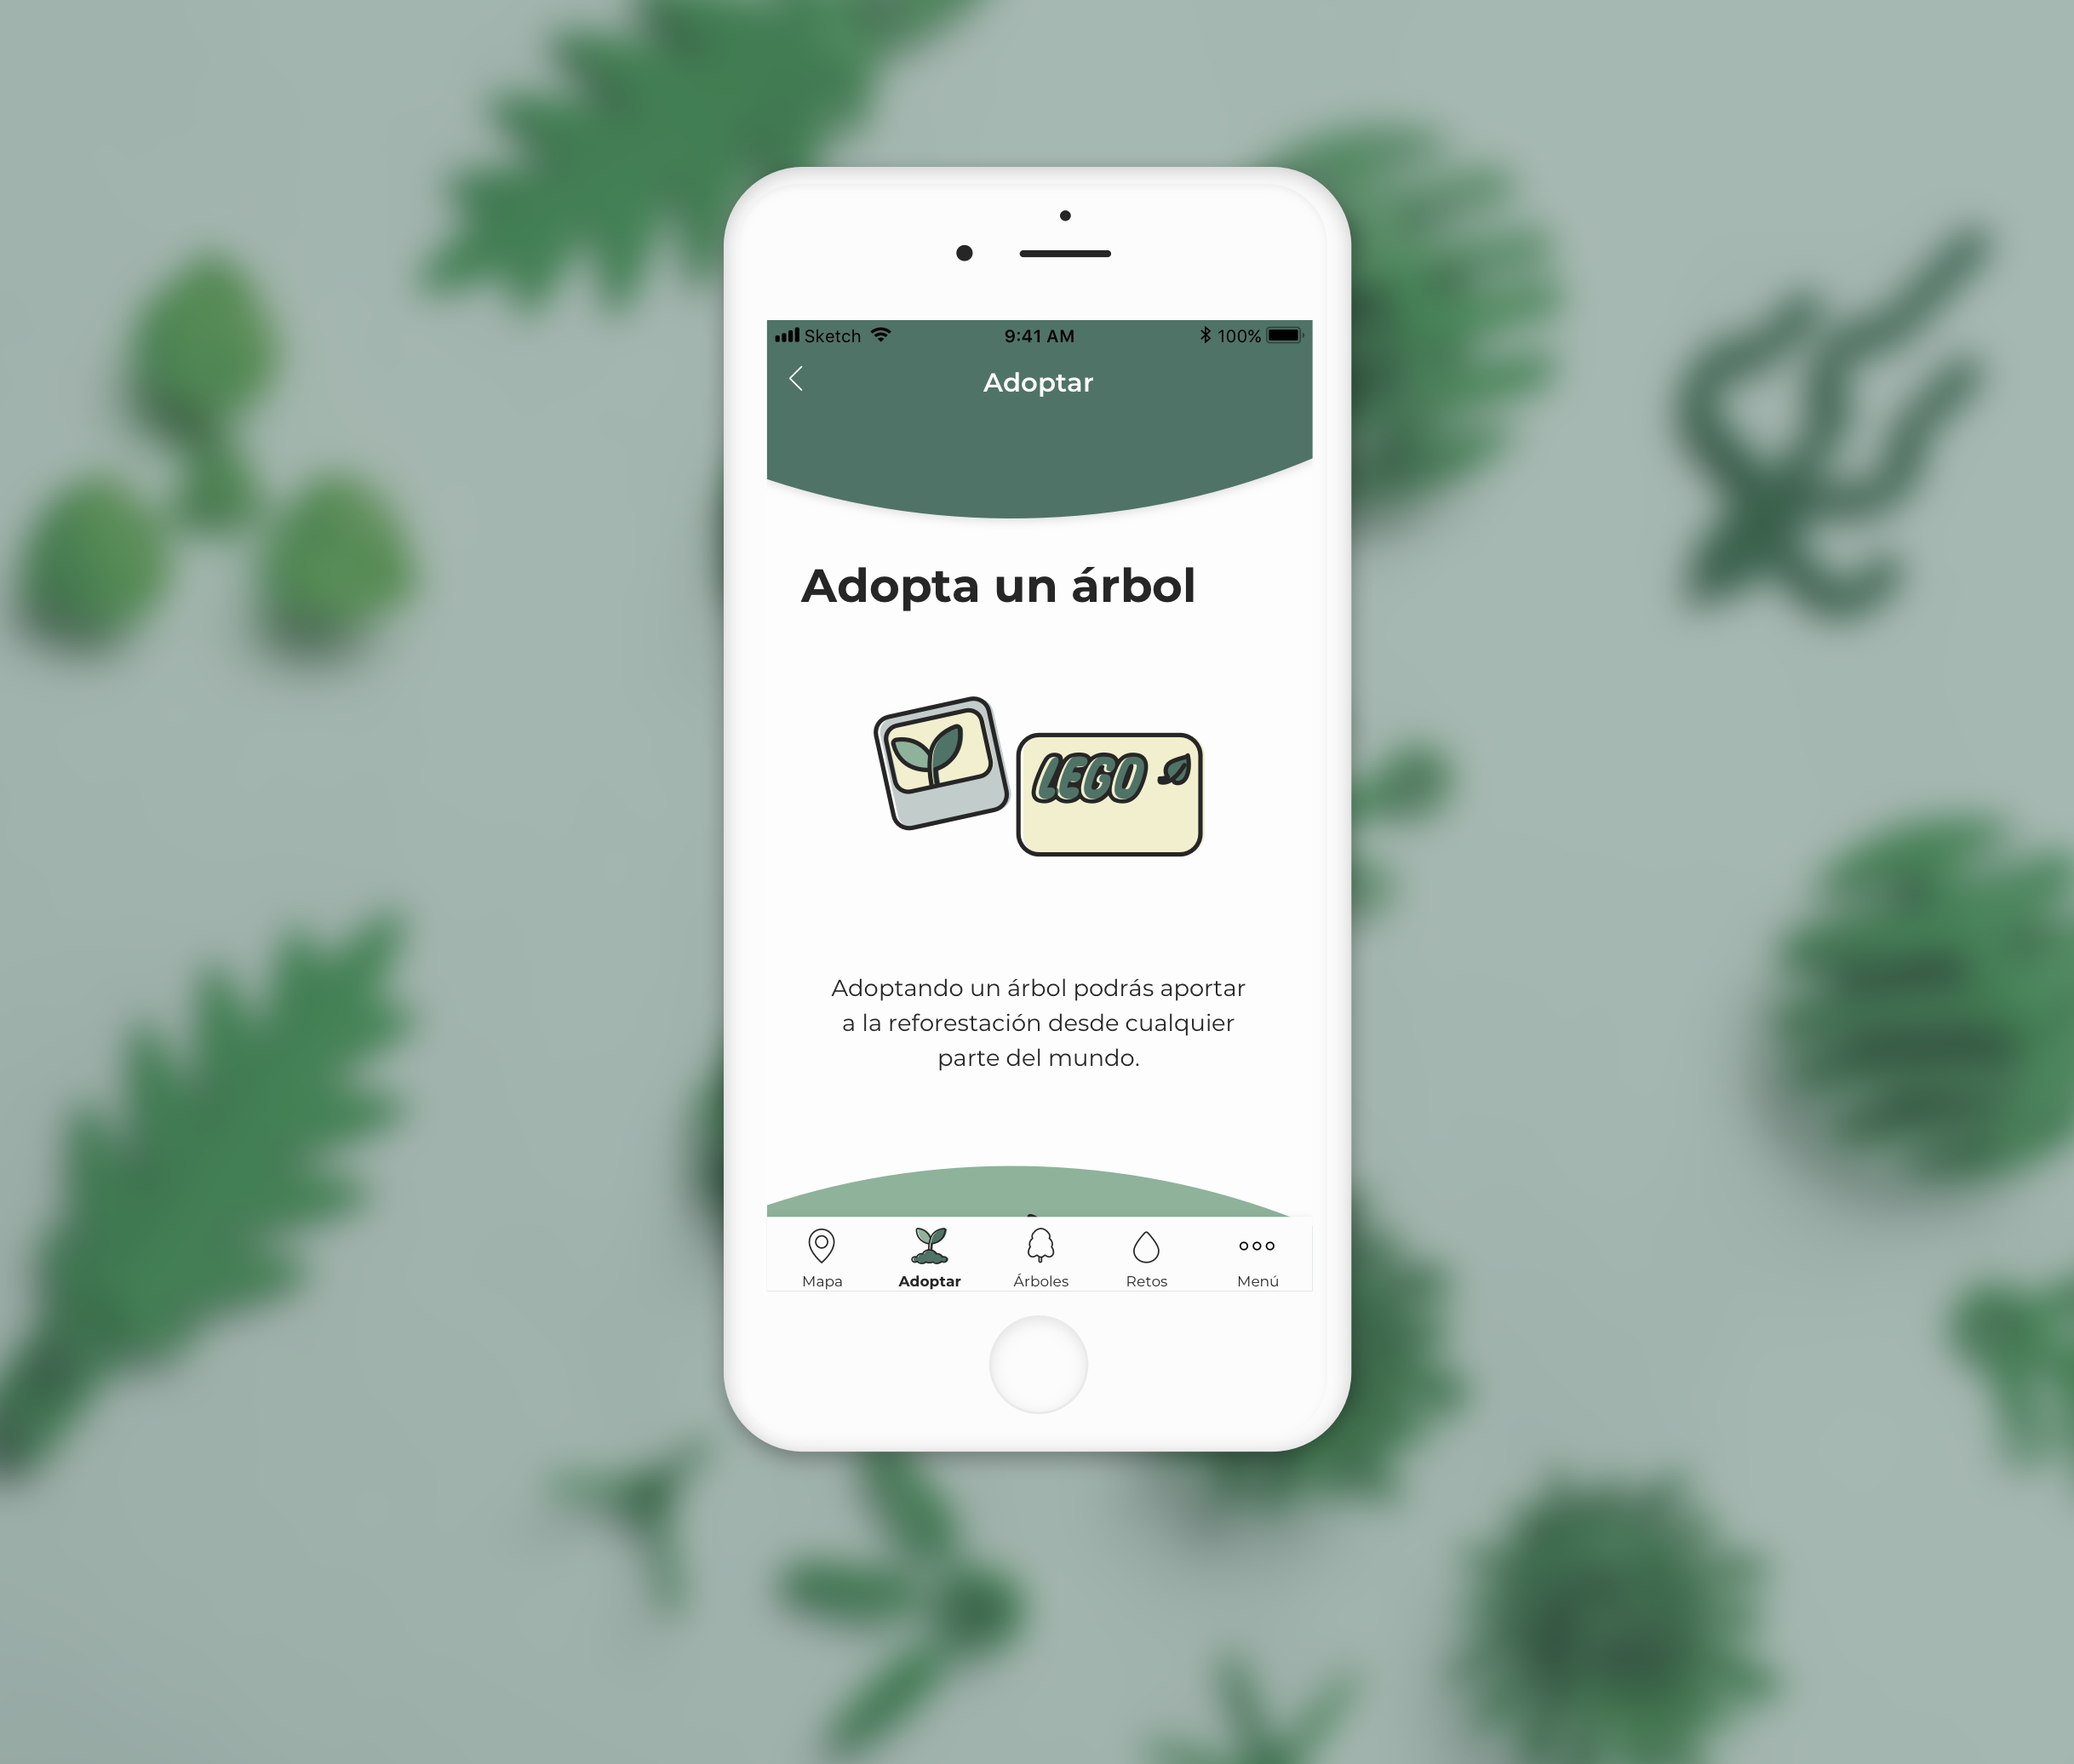 Sketch 9:41 AM 100%
Adoptar
Adopta un árbol
LEGO
Adoptando un árbol podrás aportar
a la reforestación desde cualquier
parte del mundo.
Mapa Adoptar Árboles Retos Menú